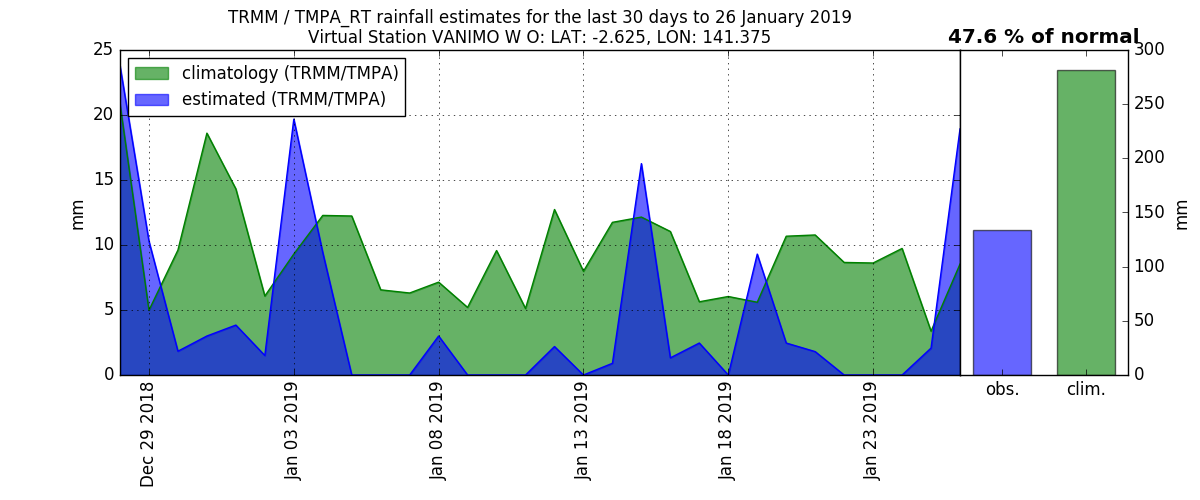 TRMM / TMPA_RT rainfall estimates for the last 30 days to 26 January 2019
Virtual Station VANIMO W O: LAT: -2.625, LON: 141.375
47.6 % of normal
climatology (TRMM/TMPA)
estimated (TRMM/TMPA)
25
20
15
10
5
0
mm
Dec 29 2018
Jan 03 2019
Jan 08 2019
Jan 13 2019
Jan 18 2019
Jan 23 2019
obs.
clim.
300
250
200
150
100
50
0
mm